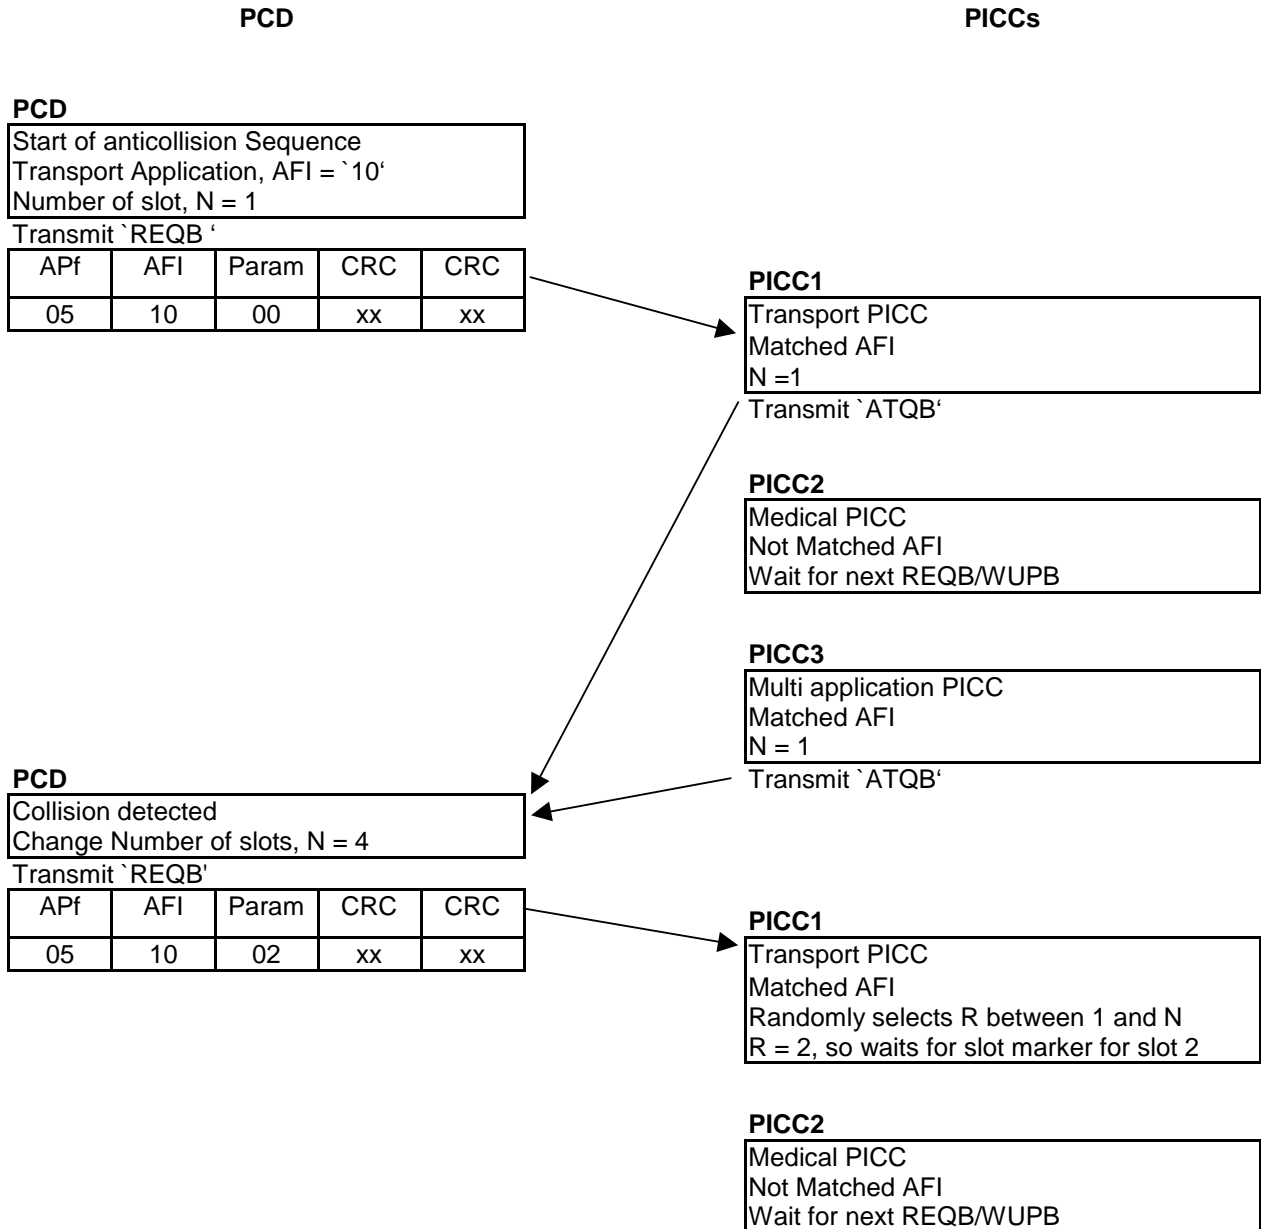 PCD PICCs
PCD
Start of anticollision Sequence
Transport Application, AFI = `10‘
Number of slot, N = 1
Transmit `REQB ‘
APf AFI Param CRC CRC
05 10 00 xx xx
PICC1
Transport PICC
Matched AFI
N =1
Transmit `ATQB‘
PICC2
Medical PICC
Not Matched AFI
Wait for next REQB/WUPB
PICC3
Multi application PICC
Matched AFI
N = 1
Transmit `ATQB‘
PCD
Collision detected
Change Number of slots, N = 4
Transmit `REQB'
APf AFI Param CRC CRC
05 10 02 xx xx
PICC1
Transport PICC
Matched AFI
Randomly selects R between 1 and N
R = 2, so waits for slot marker for slot 2
PICC2
Medical PICC
Not Matched AFI
Wait for next REQB/WUPB